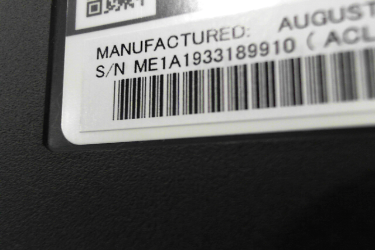 MANUFACTURED: AUGUST
S/N ME1A1933189910 ( ACL